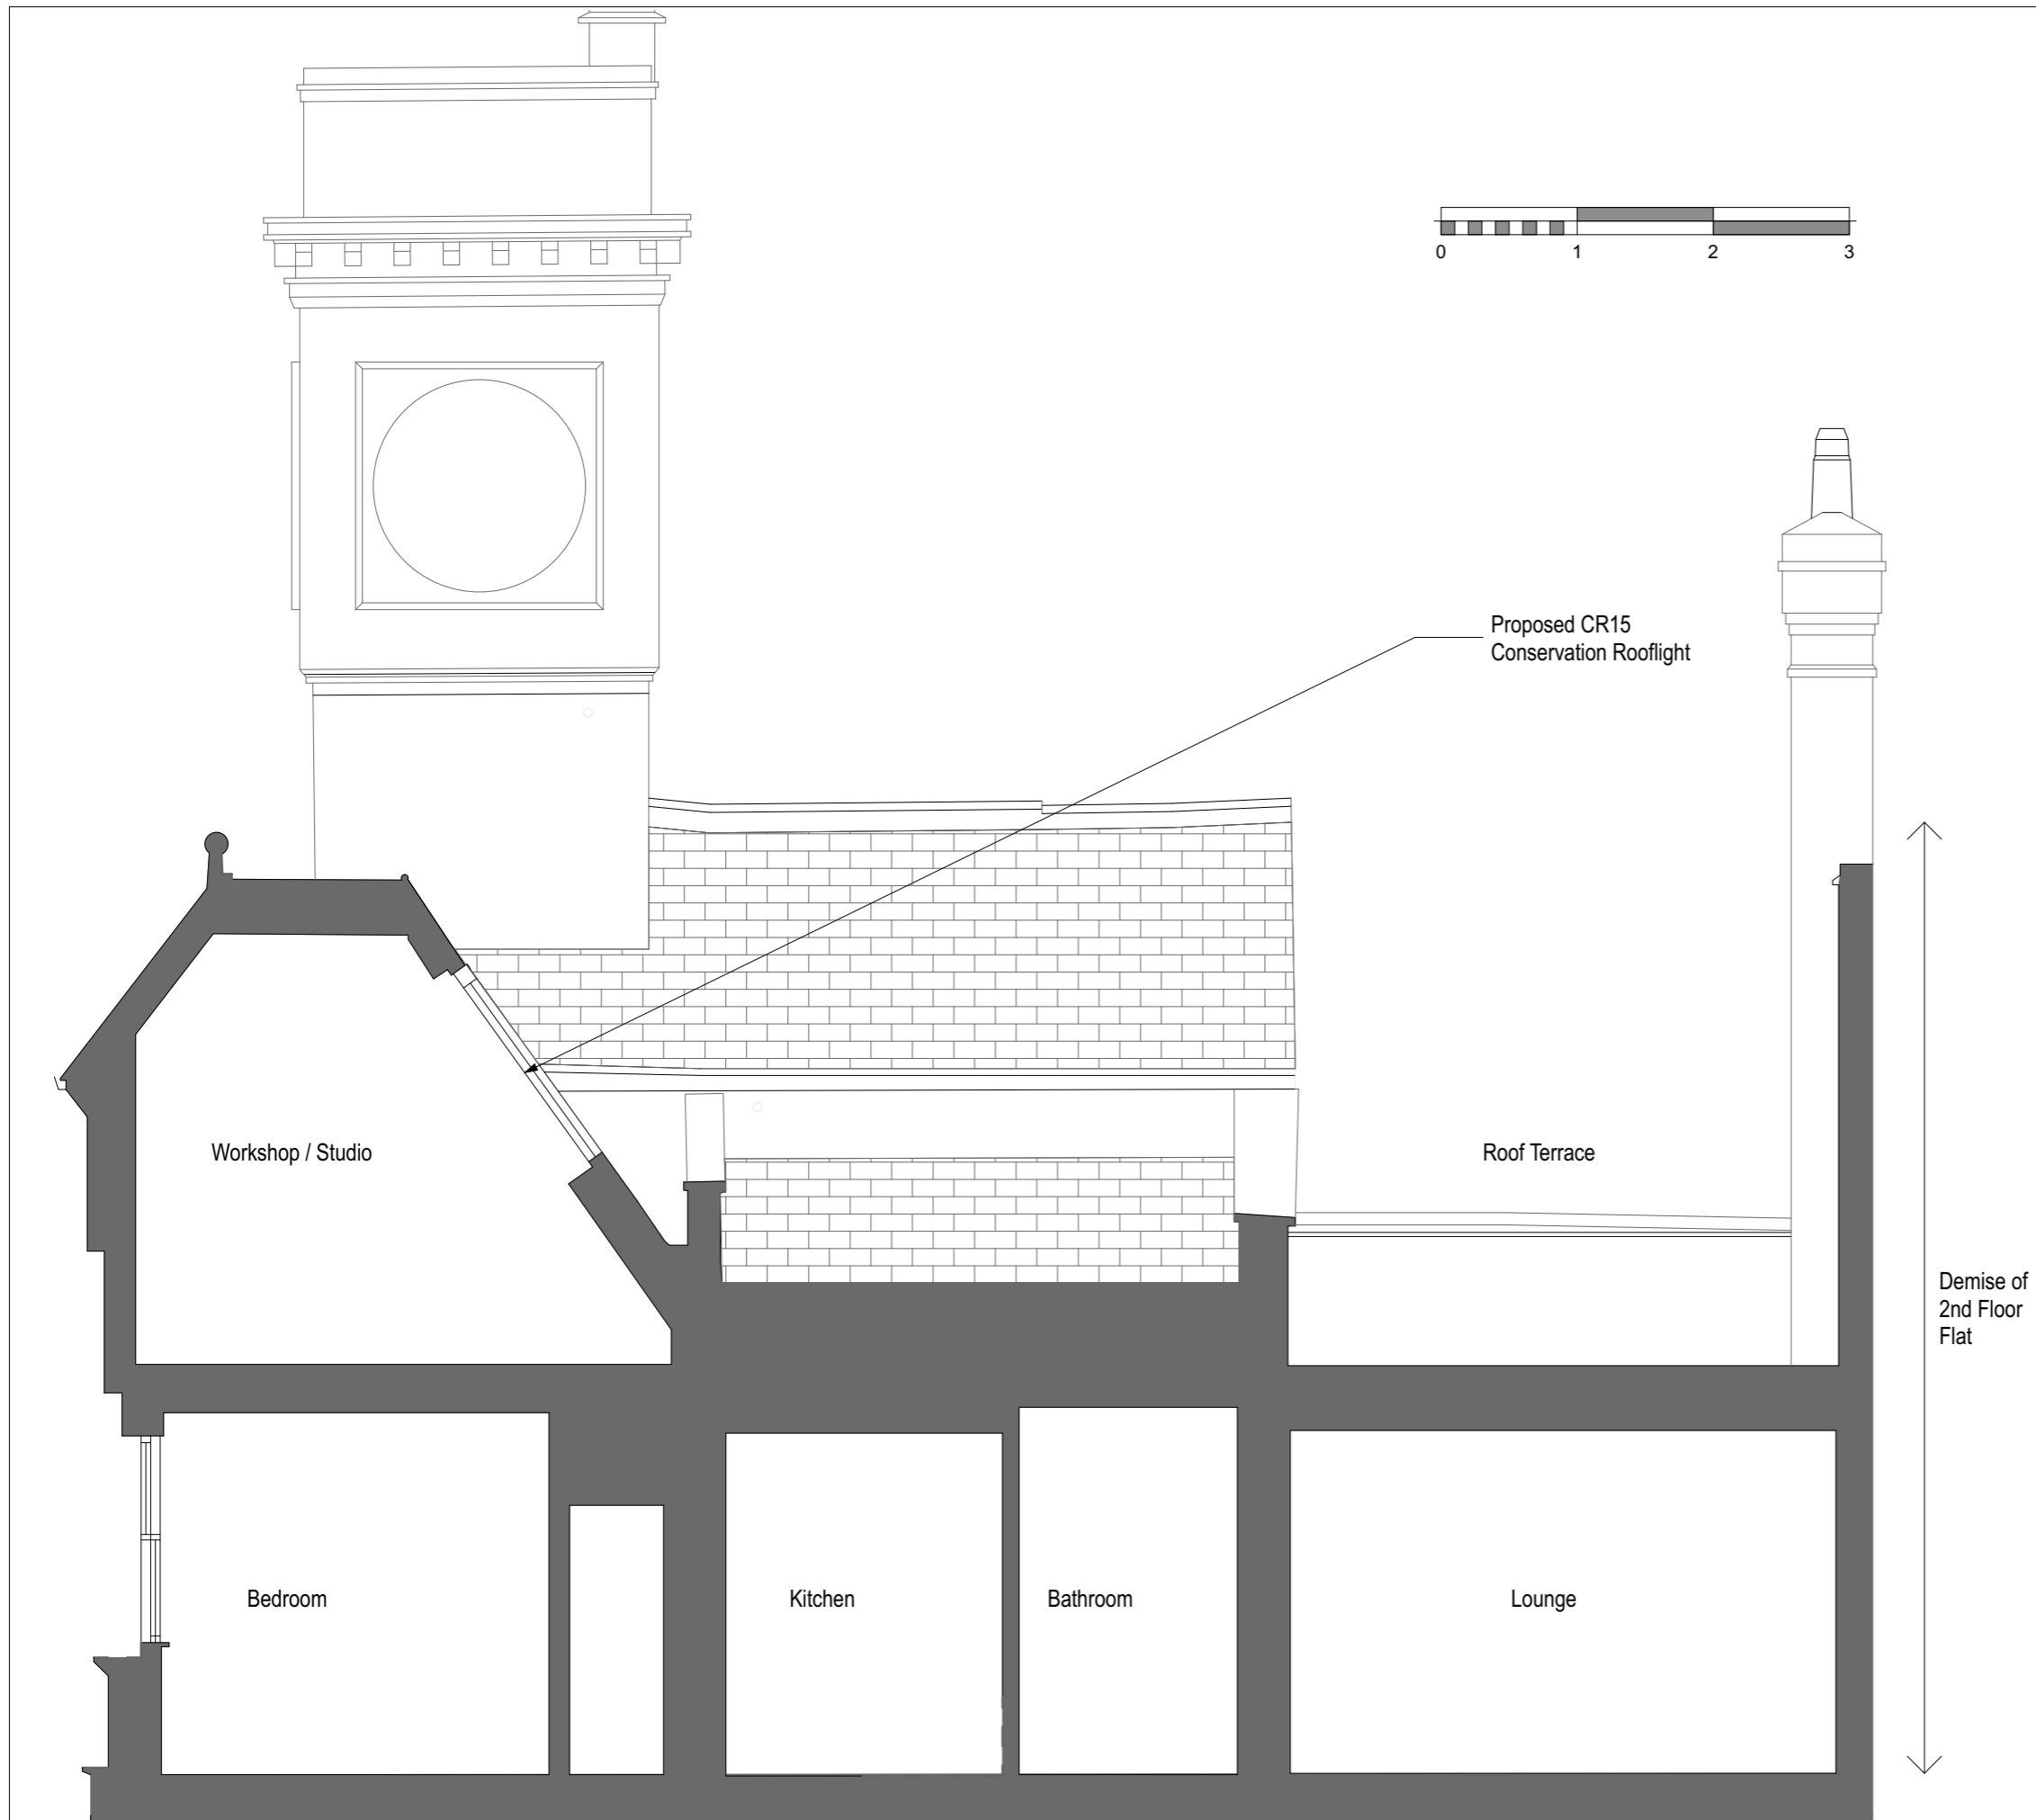 0 1 2 3
Proposed CR15
Conservation Rooflight
Workshop / Studio
Roof Terrace
Demise of
2nd Floor
Flat
Bedroom
Kitchen
Bathroom
Lounge